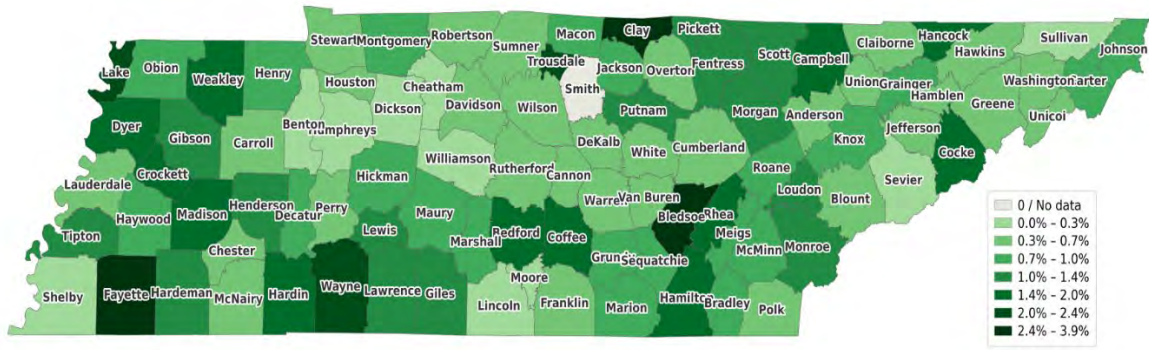 Stewart
Montgomery
Robertson
Sumner
Macon
Clay
Pickett
Scott
Campbell
Claiborne
Hancock
Hawkins
Sullivan
Johnson
Lake
Obion
Weakley
Henry
Houston
Cheatham
Trousdale
Smith
Jackson
Overton
Fentress
Union
Grainger
Hamblen
Washington
Carter
Dyer
Gibson
Carroll
Benton
Humphreys
Dickson
Davidson
Wilson
Putnam
Morgan
Anderson
Knox
Jefferson
Greene
Unicoi
Lauderdale
Crockett
Haywood
Madison
Henderson
Decatur
Perry
Hickman
Williamson
Rutherford
Cannon
DeKalb
White
Cumberland
Roane
Loudon
Blount
Sevier
Cocke
Tipton
Chester
Lewis
Maury
Marshall
Bedford
Coffee
Warren
Van Buren
Bledsoe
Rhea
Meigs
McMinn
Monroe
Shelby
Fayette
Hardeman
McNairy
Hardin
Wayne
Lawrence
Giles
Lincoln
Moore
Franklin
Grundy
Sequatchie
Marion
Hamilton
Bradley
Polk
0 / No data
0.0% – 0.3%
0.3% – 0.7%
0.7% – 1.0%
1.0% – 1.4%
1.4% – 2.0%
2.0% – 2.4%
2.4% – 3.9%